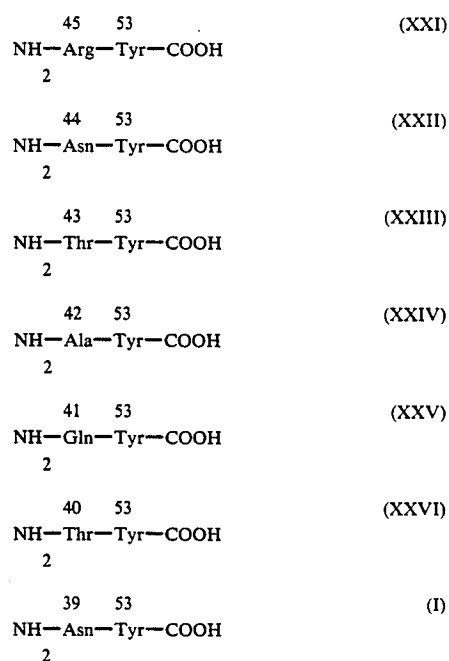 45 53 (XXI)
NH—Arg—Tyr—COOH
2
44 53 (XXII)
NH—Asn—Tyr—COOH
2
43 53 (XXIII)
NH—Thr—Tyr—COOH
2
42 53 (XXIV)
NH—Ala—Tyr—COOH
2
41 53 (XXV)
NH—Gln—Tyr—COOH
2
40 53 (XXVI)
NH—Thr—Tyr—COOH
2
39 53 (I)
NH—Asn—Tyr—COOH
2